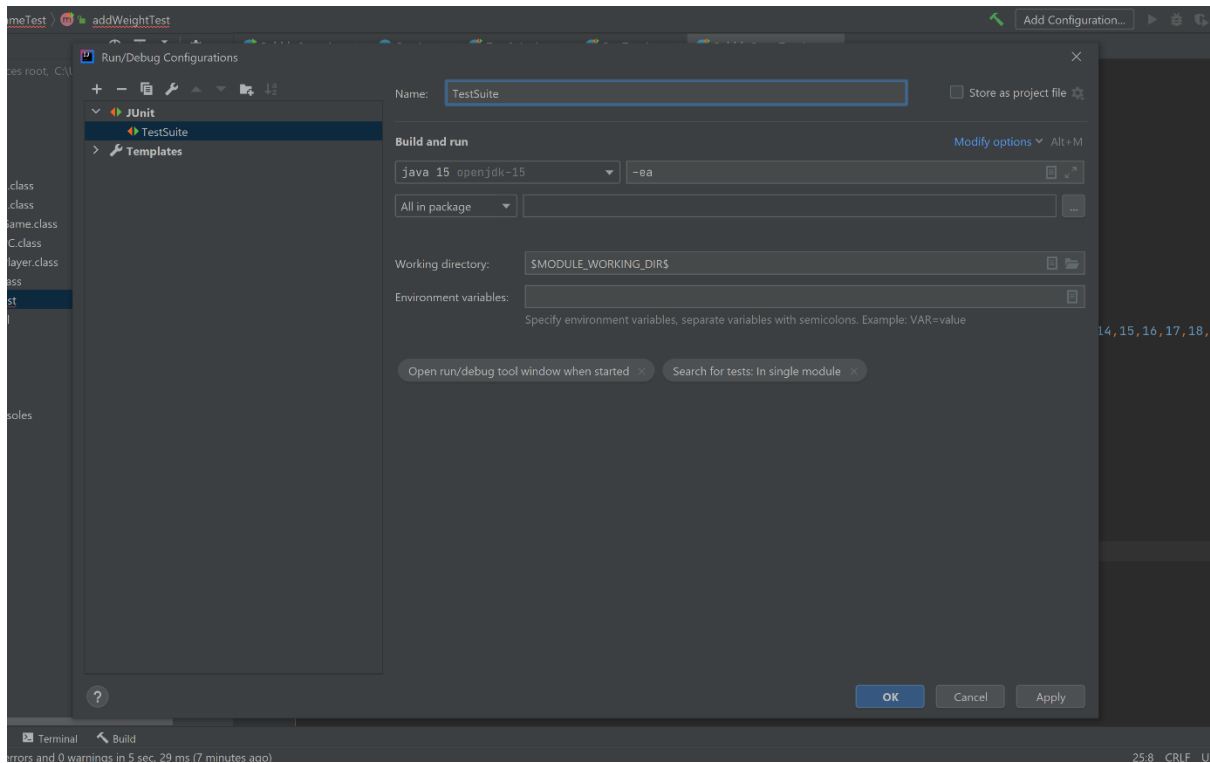 ameTest addWeightTest Add Configuration...
Run/Debug Configurations
ces root, C:\U
Name: TestSuite Store as project file
JUnit
TestSuite
Build and run Modify options Alt+M
Templates
java 15 openjdk-15 -ea
.class
.class All in package ...
Game.class
C.class
layer.class Working directory: $MODULE_WORKING_DIR$
ass
st Environment variables:
Specify environment variables, separate variables with semicolons. Example: VAR=value
14,15,16,17,18,
Open run/debug tool window when started Search for tests: In single module
soles
? OK Cancel Apply
Terminal Build
errors and 0 warnings in 5 sec, 29 ms (7 minutes ago) 25:8 CRLF U